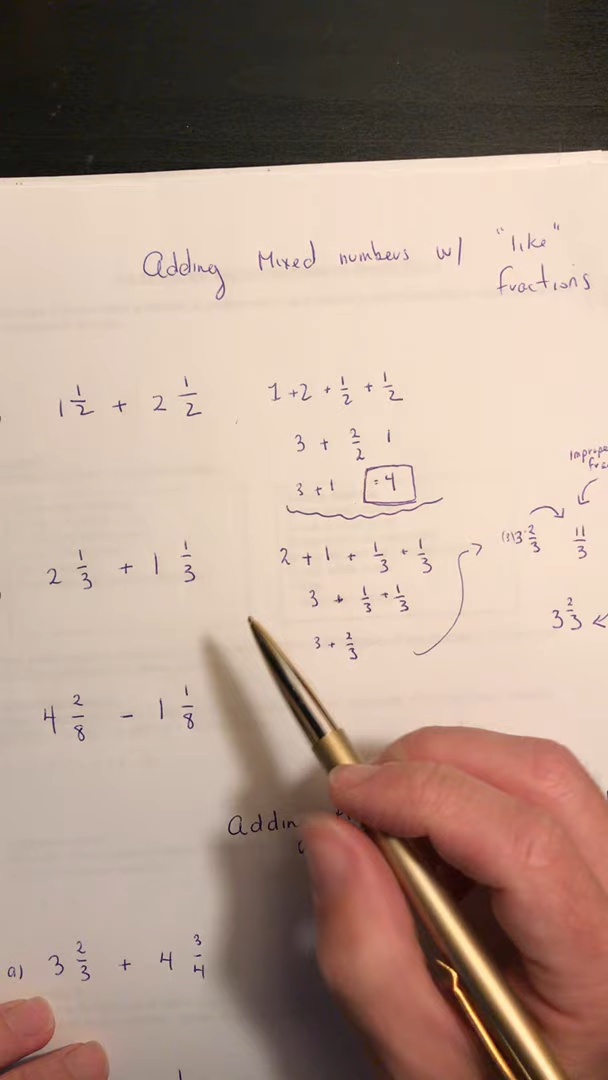 Adding Mixed numbers w/ "like"
fractions
1 1/2 + 2 1/2
1 + 2 + 1/2 + 1/2
3 + 2/2 1
3 + 1 = 4
2 1/3 + 1 1/3
2 + 1 + 1/3 + 1/3
3 + 1/3 + 1/3
3 + 2/3
3 2/3
11/3
3 2/3
4 2/8 - 1 1/8
a) 3 2/3 + 4 3/4